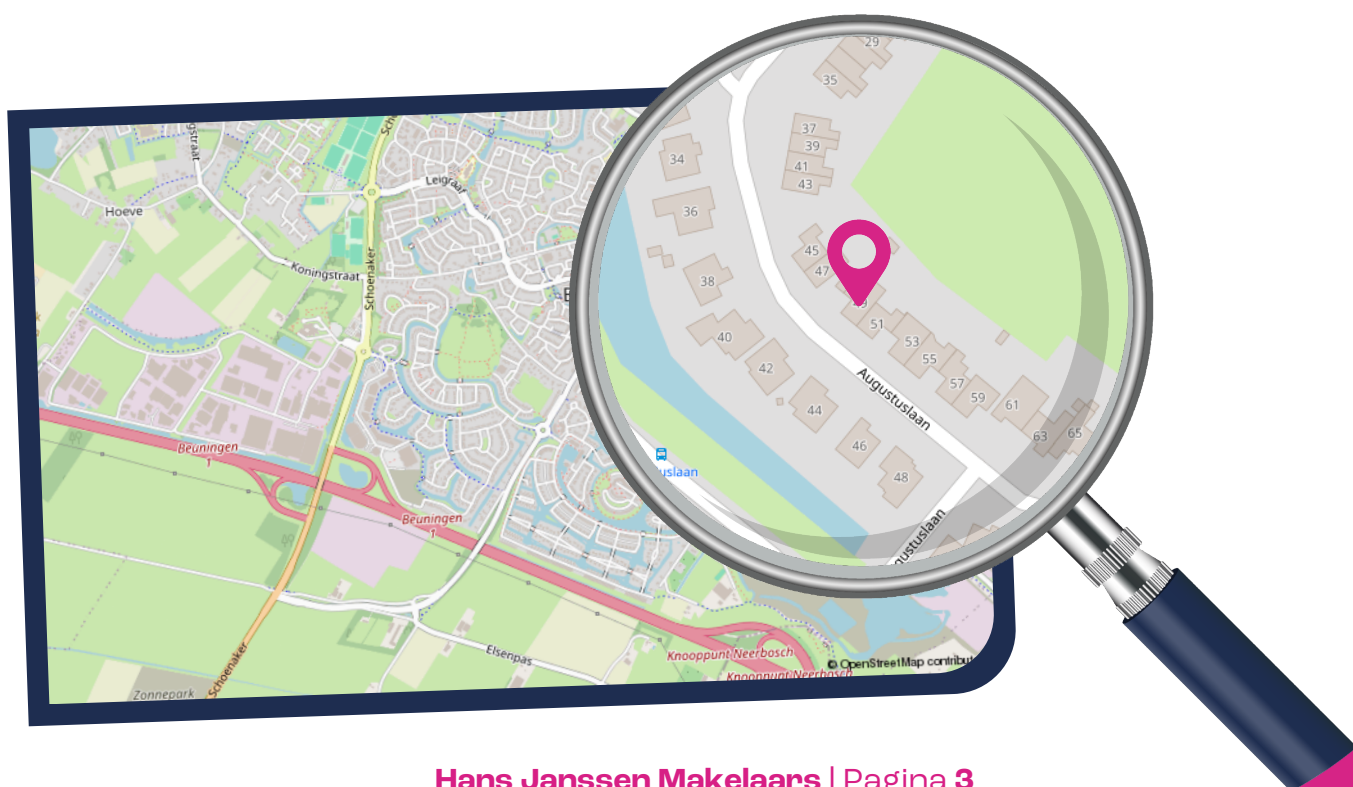 Hoeve
Koningstraat
Leigraaf
Schoenaker
Beuningen
1
Beuningen
1
Schoenaker
Zonnepark
Elsenpas
Knooppunt Neerbosch
Knooppunt Neerbosch
© OpenStreetMap contribut
29
35
37
39
41
43
34
36
38
40
42
44
46
48
45
47
51
53
55
57
59
61
63
65
Augustuslaan
ustuslaan
uslaan
Hans Janssen Makelaars | Pagina 3